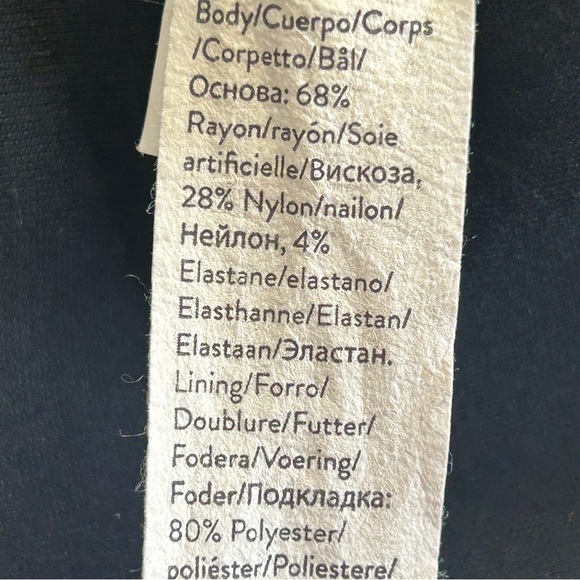 Body/Cuerpo/Corps
/Corpetto/Bål/
Основа: 68%
Rayon/rayón/Soie
artificielle/Вискоза,
28% Nylon/nailon/
Нейлон, 4%
Elastane/elastano/
Elasthanne/Elastan/
Elastaan/Эластан.
Lining/Forro/
Doublure/Futter/
Fodera/Voering/
Foder/Подкладка:
80% Polyester/
poliéster/Poliestere/